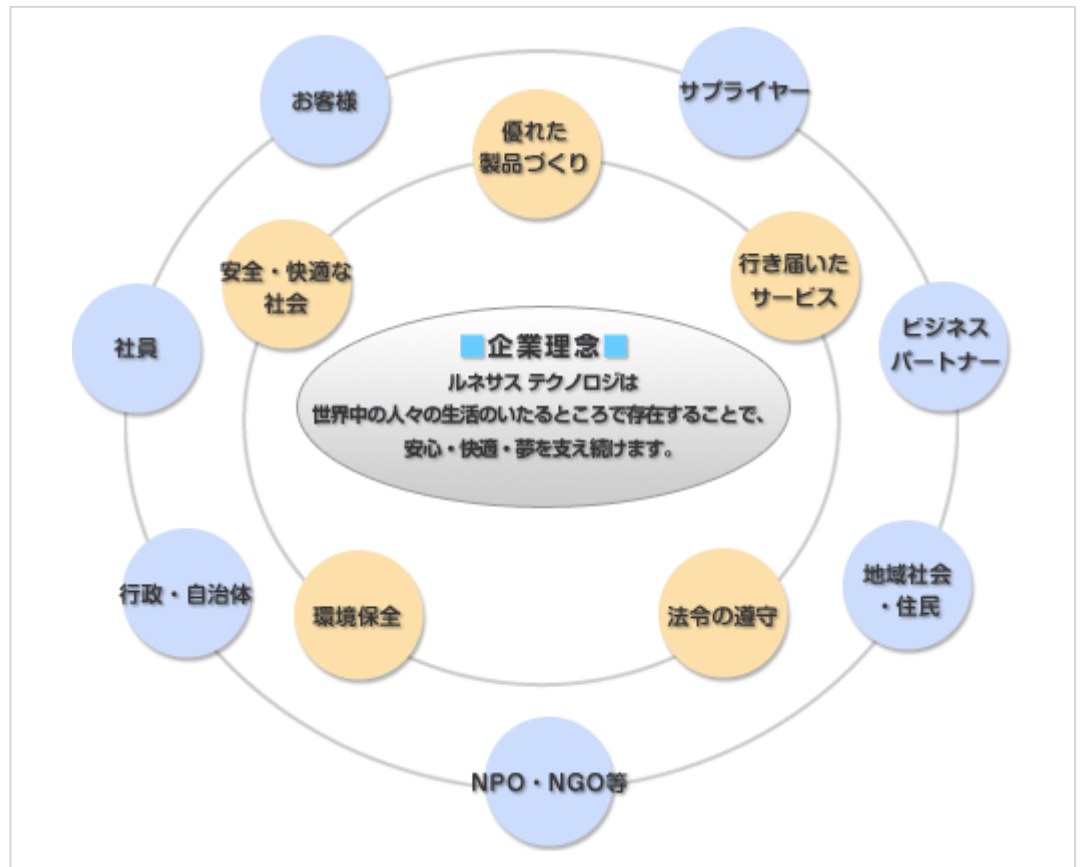 お客様
サプライヤー
優れた
製品づくり
安全・快適な
社会
行き届いた
サービス
社員
ビジネス
パートナー
■企業理念■
ルネサス テクノロジは
世界中の人々の生活のいたるところで存在することで、
安心・快適・夢を支え続けます。
行政・自治体
環境保全
法令の遵守
地域社会
・住民
NPO・NGO等